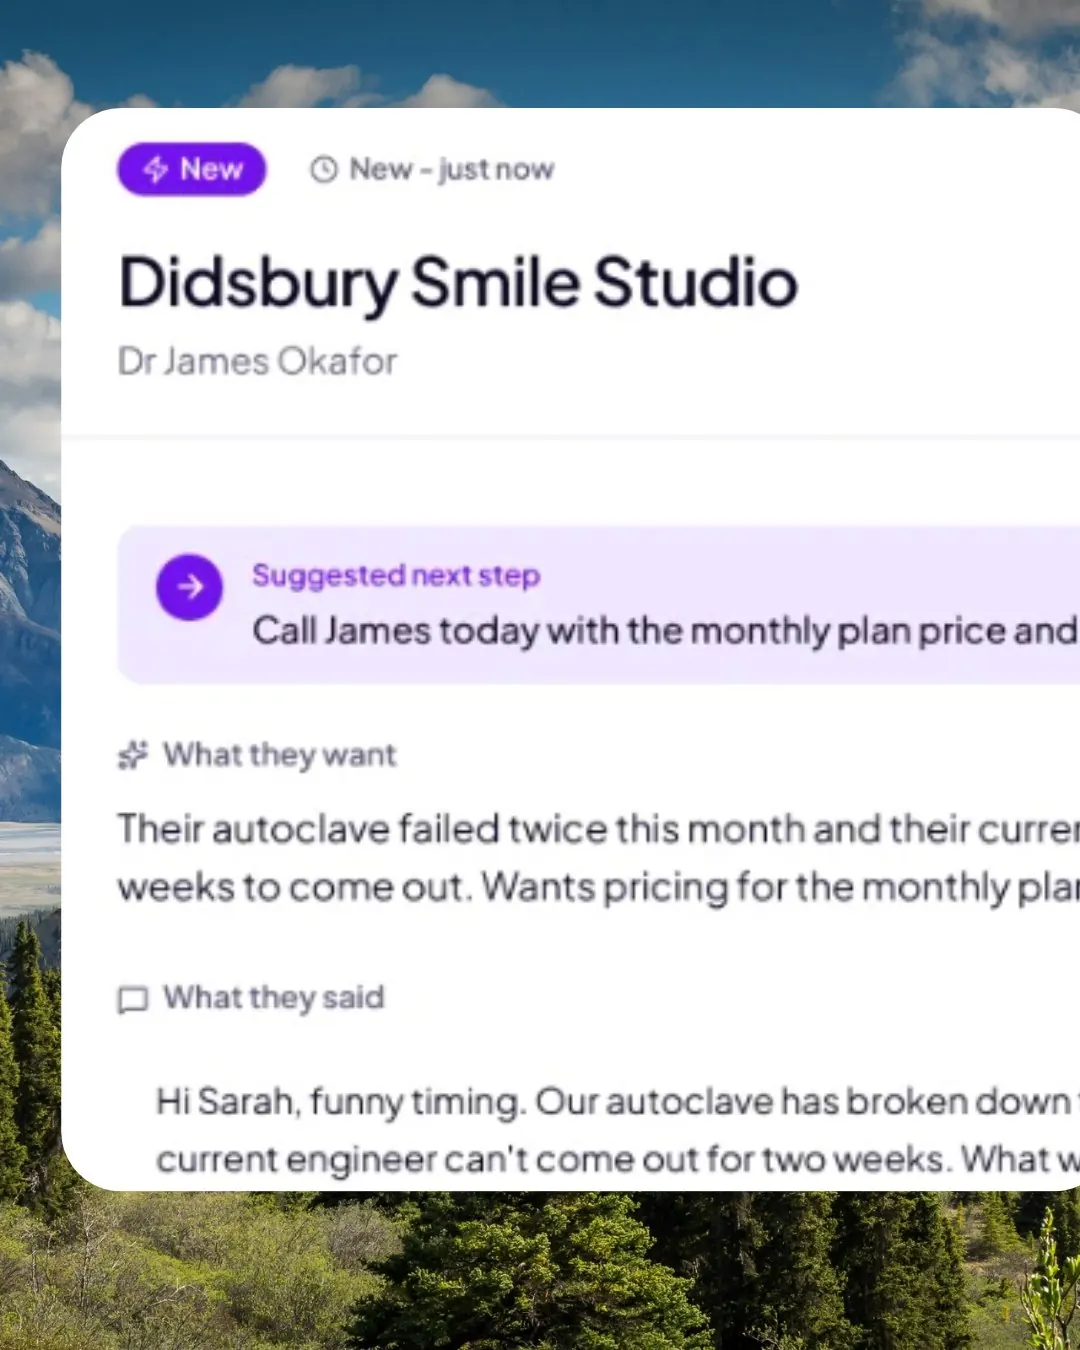 New
New - just now
Didsbury Smile Studio
Dr James Okafor
Suggested next step
Call James today with the monthly plan price and
What they want
Their autoclave failed twice this month and their
weeks to come out. Wants pricing for the monthly
What they said
Hi Sarah, funny timing. Our autoclave has broken down
current engineer can't come out for two weeks. What